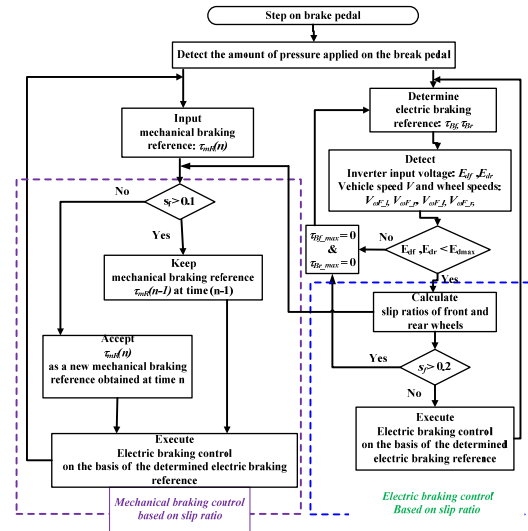 Step on brake pedal
Detect the amount of pressure applied on the break pedal
Input
mechanical braking
reference: τmH(n)
No
sr>0.1
Yes
Keep
mechanical braking reference
τmH(n-1) at time (n-1)
Accept
τmH(n)
as a new mechanical braking
reference obtained at time n
Execute
Electric braking control
on the basis of the determined electric braking
reference
Mechanical braking control
based on slip ratio
Determine
electric braking
reference: τBf, τBr
Detect
Inverter input voltage: Edf ,Edr
Vehicle speed V and wheel speeds:
VωF_l, VωF_r, VωF_l, VωF_r,
τBf_max=0
&
τBr_max=0
No
Edf ,Edr < Edmax
Yes
Calculate
slip ratios of front and
rear wheels
Yes
sf>0.2
No
Execute
Electric braking control
on the basis of the determined
electric braking reference
Electric braking control
Based on slip ratio